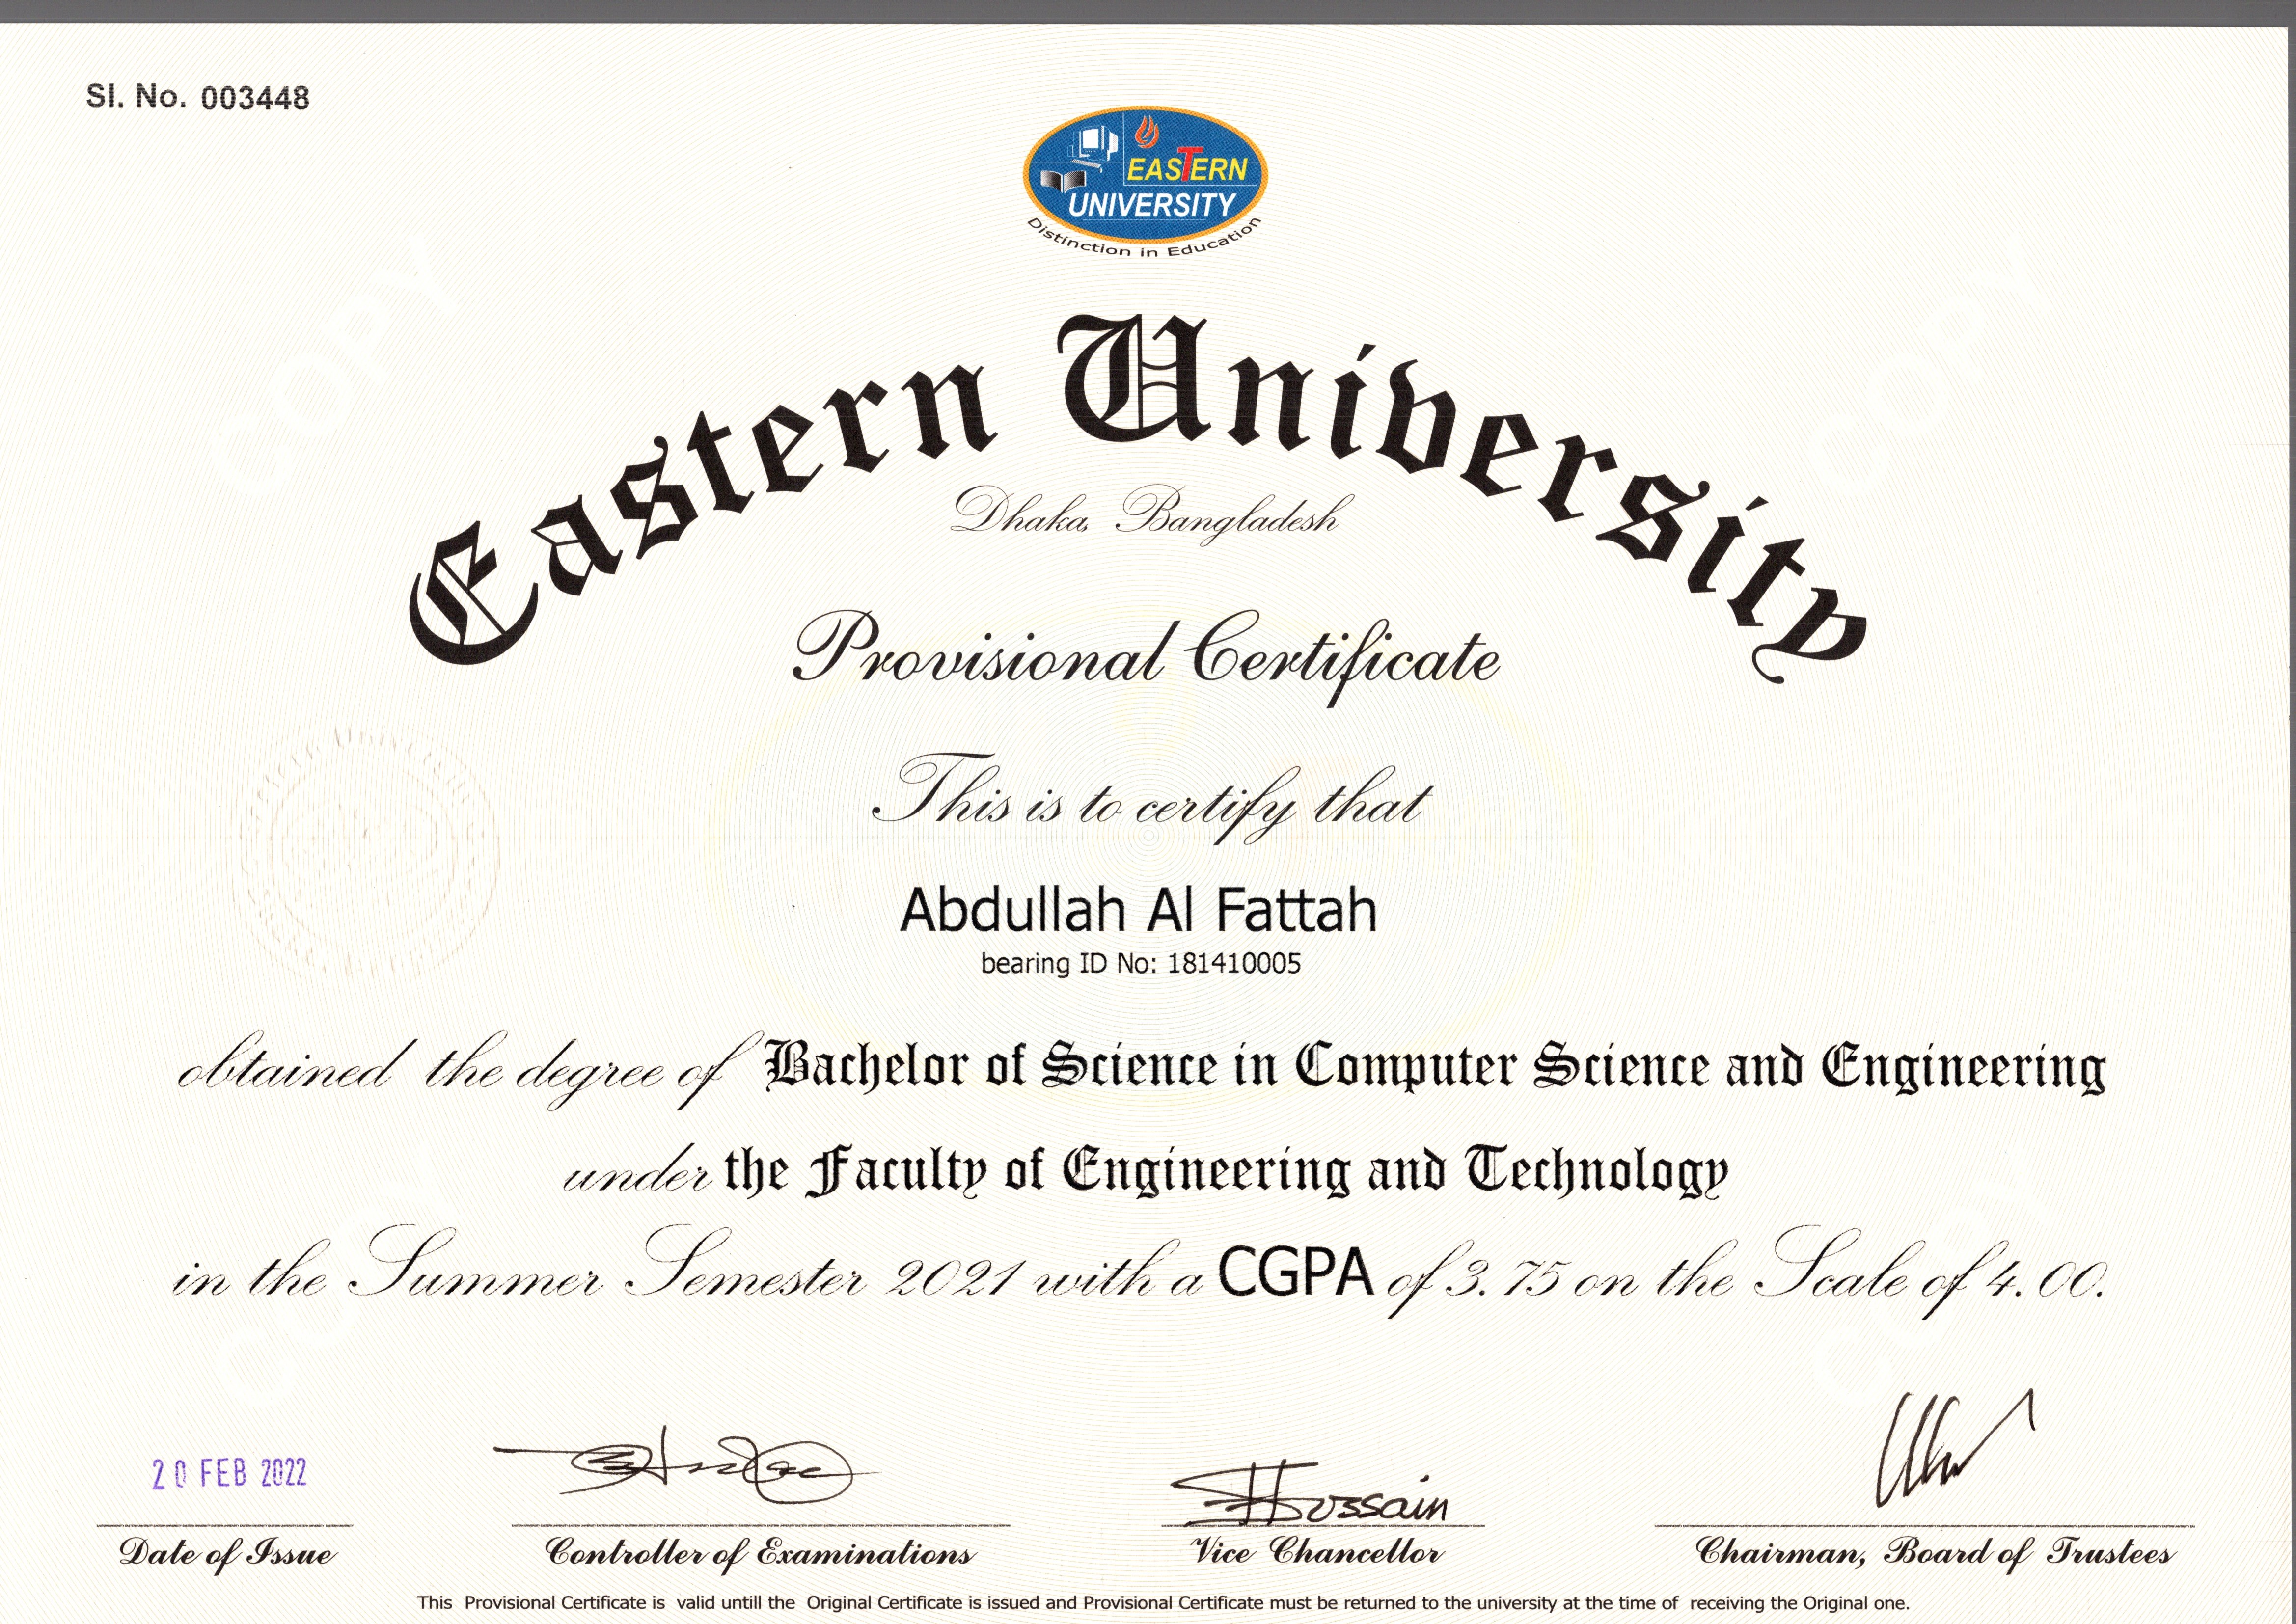 Sl. No. 003448
EASTERN
UNIVERSITY
Distinction in Education
Eastern University
Dhaka, Bangladesh
Provisional Certificate
This is to certify that
Abdullah Al Fattah
bearing ID No: 181410005
obtained the degree of Bachelor of Science in Computer Science and Engineering
under the Faculty of Engineering and Technology
in the Summer Semester 2021 with a CGPA of 3.75 on the Scale of 4.00.
20 FEB 2022
Hussain
Date of Issue
Controller of Examinations
Vice Chancellor
Chairman, Board of Trustees
This Provisional Certificate is valid untill the Original Certificate is issued and Provisional Certificate must be returned to the university at the time of receiving the Original one.
COPY
COPY
COPY
COPY